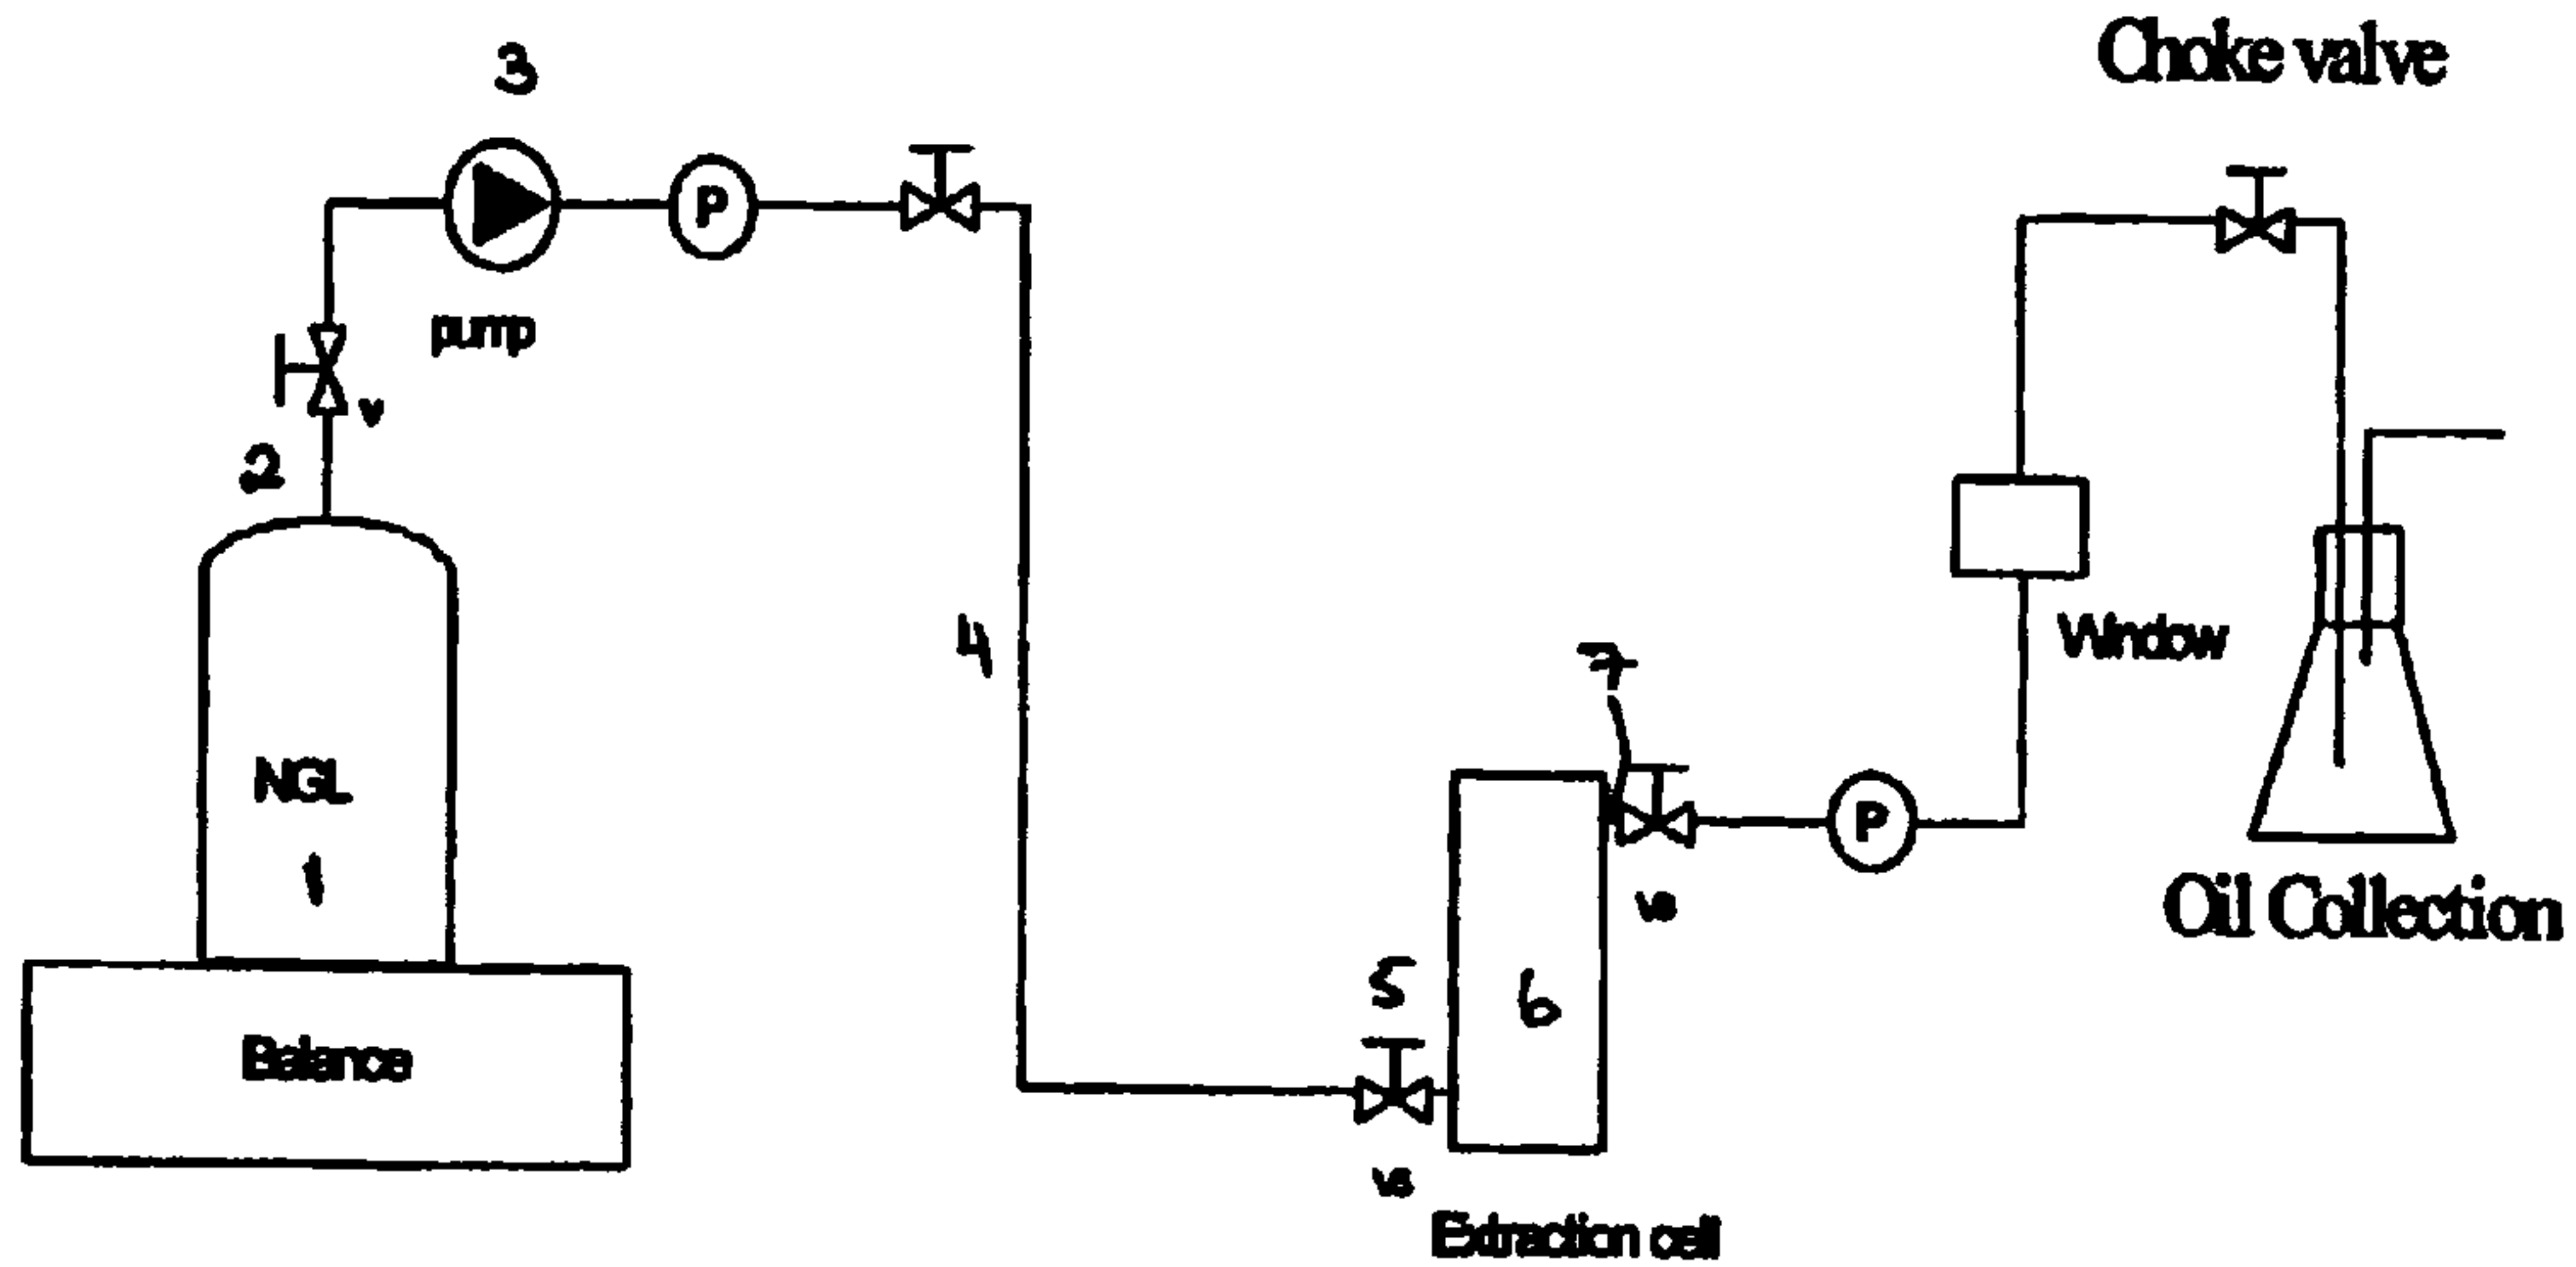 Choke valve
3
P
pump
v
2
4
Window
7
NGL
1
P
vs
Oil Collection
5
6
Balance
vs
Extraction cell